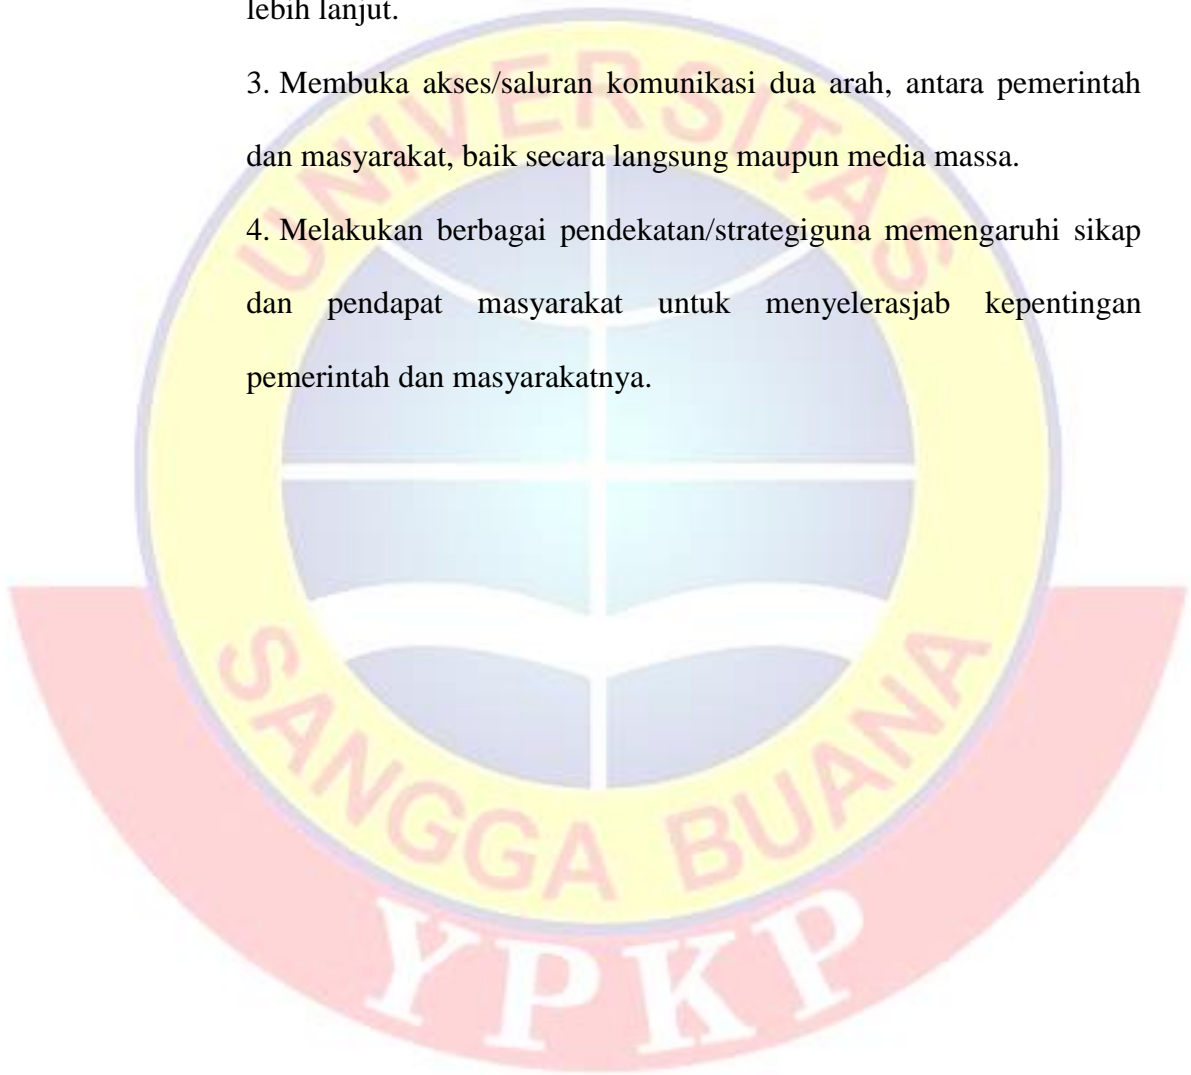 lebih lanjut.
3. Membuka akses/saluran komunikasi dua arah, antara pemerintah
dan masyarakat, baik secara langsung maupun media massa.
4. Melakukan berbagai pendekatan/strategiguna memengaruhi sikap
dan pendapat masyarakat untuk menyelerasjab kepentingan
pemerintah dan masyarakatnya.
UNIVERSITAS
SANGGA BUANA
YPKP